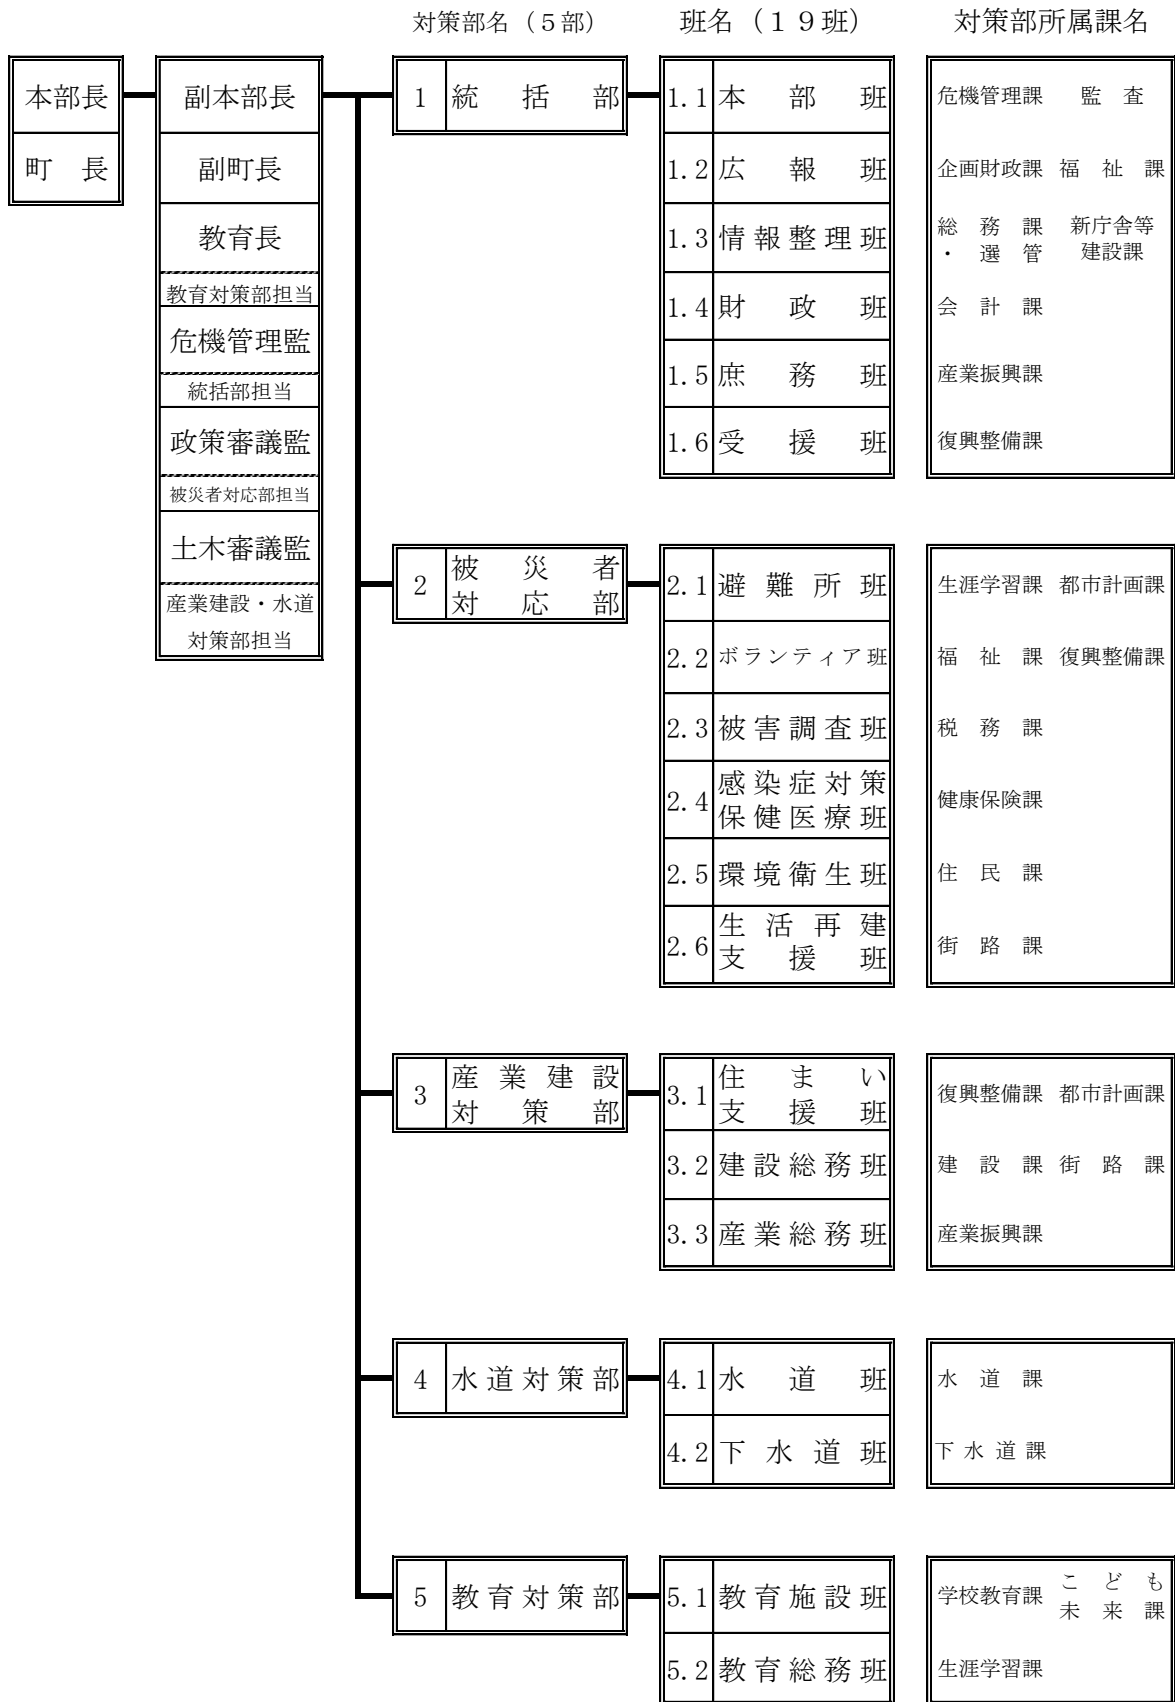 対策部名（５部）　班名（１９班）　対策部所属課名
本部長
町長
副本部長
副町長
教育長
教育対策部担当
危機管理監
統括部担当
政策審議監
被災者対応部担当
土木審議監
産業建設・水道
対策部担当
1 統括部
1.1 本部班 危機管理課 監査
1.2 広報班 企画財政課 福祉課
1.3 情報整理班 総務課 新庁舎等
・選管 建設課
1.4 財政班 会計課
1.5 庶務班 産業振興課
1.6 受援班 復興整備課
2 被災者
対応部
2.1 避難所班 生涯学習課 都市計画課
2.2 ボランティア班 福祉課 復興整備課
2.3 被害調査班 税務課
2.4 感染症対策
保健医療班 健康保険課
2.5 環境衛生班 住民課
2.6 生活再建
支援班 街路課
3 産業建設
対策部
3.1 住まい
支援班 復興整備課 都市計画課
3.2 建設総務班 建設課 街路課
3.3 産業総務班 産業振興課
4 水道対策部
4.1 水道班 水道課
4.2 下水道班 下水道課
5 教育対策部
5.1 教育施設班 学校教育課 こども
未来課
5.2 教育総務班 生涯学習課